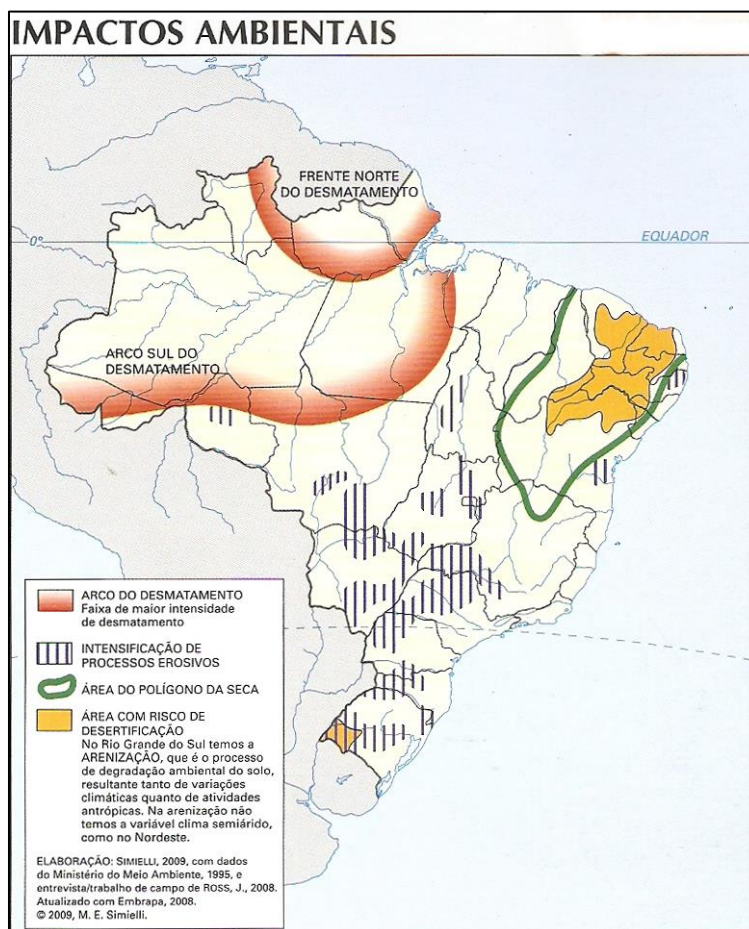 IMPACTOS AMBIENTAIS
FRENTE NORTE
DO DESMATAMENTO
0°
EQUADOR
ARCO SUL DO
DESMATAMENTO
ARCO DO DESMATAMENTO
Faixa de maior intensidade
de desmatamento
INTENSIFICAÇÃO DE
PROCESSOS EROSIVOS
ÁREA DO POLÍGONO DA SECA
ÁREA COM RISCO DE
DESERTIFICAÇÃO
No Rio Grande do Sul temos a
ARENIZAÇÃO, que é o processo
de degradação ambiental do solo,
resultante tanto de variações
climáticas quanto de atividades
antrópicas. Na arenização não
temos a variável clima semiárido,
como no Nordeste.
ELABORAÇÃO: SIMIELLI, 2009, com dados
do Ministério do Meio Ambiente, 1995, e
entrevista/trabalho de campo de ROSS, J., 2008.
Atualizado com Embrapa, 2008.
© 2009, M. E. Simielli.